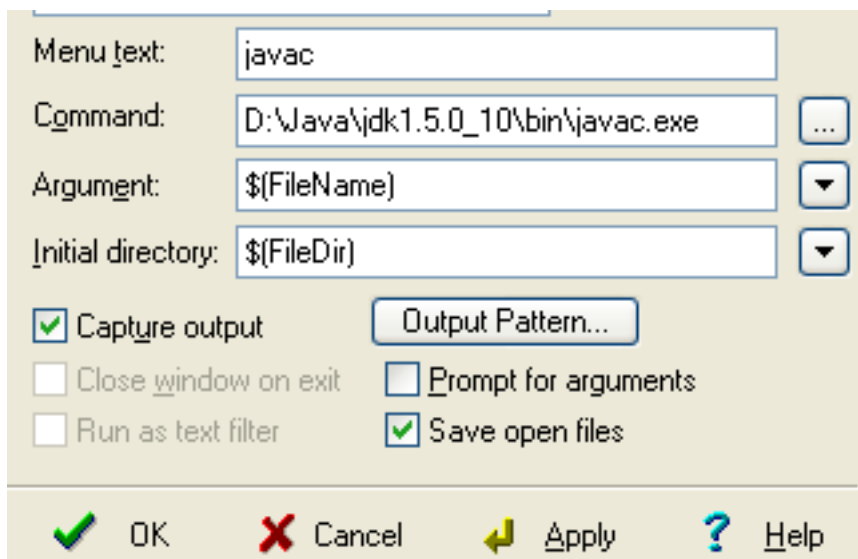 Menu text: javac
Command: D:\Java\jdk1.5.0_10\bin\javac.exe ...
Argument: $(FileName)
Initial directory: $(FileDir)
Capture output Output Pattern...
Close window on exit Prompt for arguments
Run as text filter Save open files
OK Cancel Apply ? Help